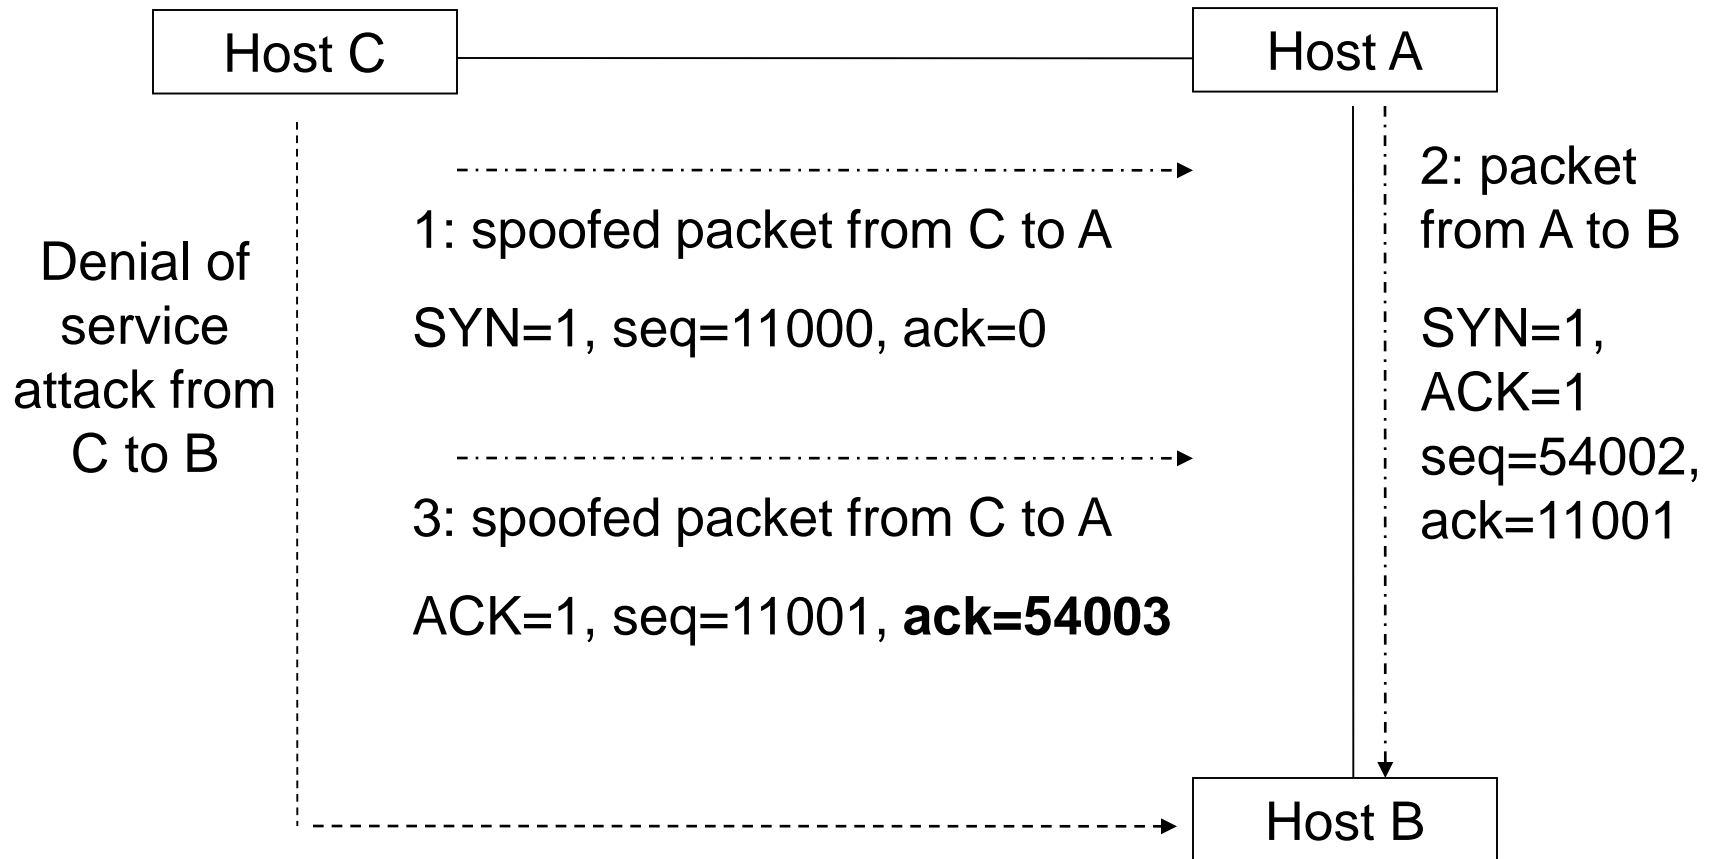 Host C
Host A
Denial of
service
attack from
C to B
1: spoofed packet from C to A
SYN=1, seq=11000, ack=0
3: spoofed packet from C to A
ACK=1, seq=11001, ack=54003
2: packet
from A to B
SYN=1,
ACK=1
seq=54002,
ack=11001
Host B